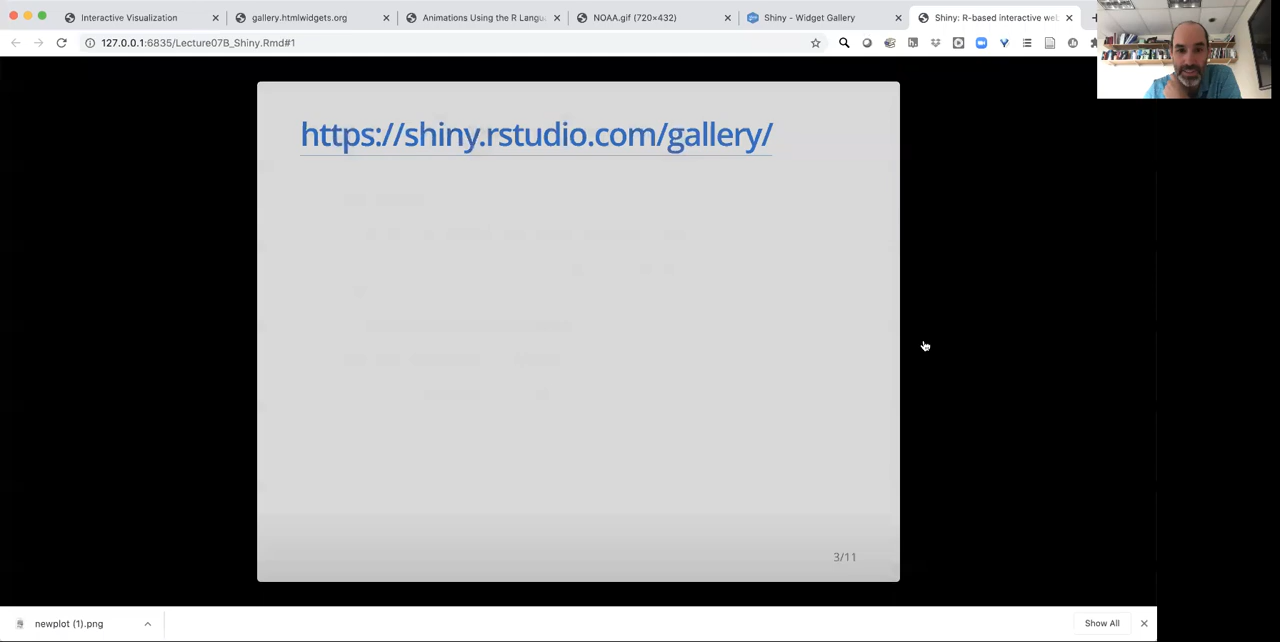 Interactive Visualization
gallery.htmlwidgets.org
Animations Using the R Langu
NOAA.gif (720×432)
Shiny - Widget Gallery
Shiny: R-based interactive we
127.0.0.1:6835/Lecture07B_Shiny.Rmd#1
https://shiny.rstudio.com/gallery/
3/11
newplot (1).png
Show All